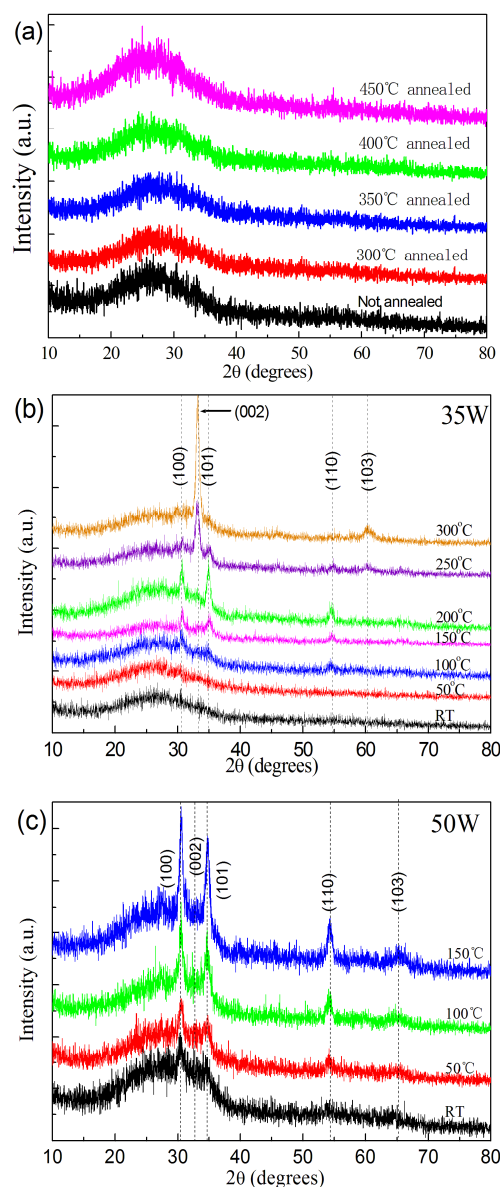 (a)
450℃ annealed
400℃ annealed
350℃ annealed
300℃ annealed
Not annealed
Intensity (a.u.)
10 20 30 40 50 60 70 80
2θ (degrees)
(b)
35W
(002)
(100)
(101)
(110)
(103)
300°C
250°C
200°C
150°C
100°C
50°C
RT
Intensity (a.u.)
10 20 30 40 50 60 70 80
2θ (degrees)
(c)
50W
(100)
(002)
(101)
(110)
(103)
150℃
100℃
50℃
RT
Intensity (a.u.)
10 20 30 40 50 60 70 80
2θ (degrees)